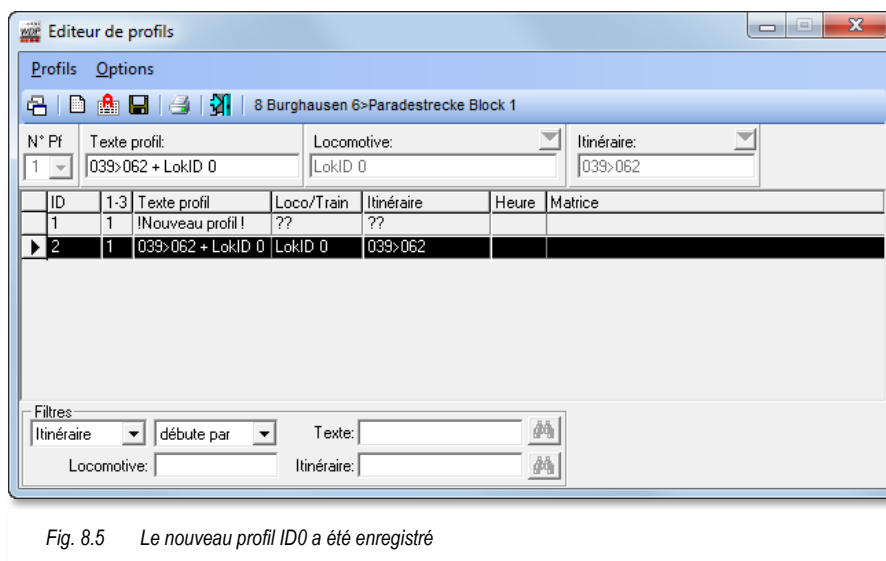 WDP Editeur de profils
Profils Options
8 Burghausen 6>Paradestrecke Block 1
N° Pf Texte profil: Locomotive: Itinéraire:
1 039>062 + LokID 0 LokID 0 039>062
ID 1-3 Texte profil Loco/Train Itinéraire Heure Matrice
1 1 !Nouveau profil ! ?? ??
2 1 039>062 + LokID 0 LokID 0 039>062
Filtres
Itinéraire débute par Texte:
Locomotive: Itinéraire:
Fig. 8.5 Le nouveau profil ID0 a été enregistré